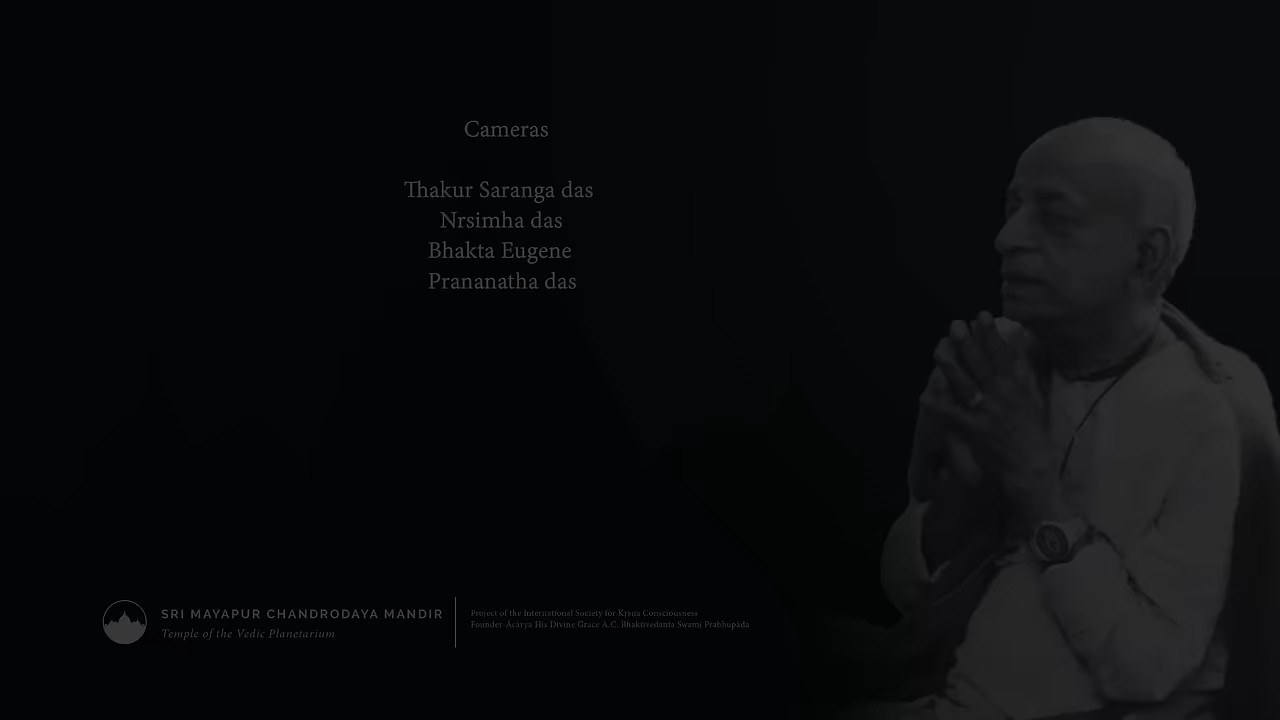 Cameras
Thakur Saranga das
Nrsimha das
Bhakta Eugene
Prananatha das
SRI MAYAPUR CHANDRODAYA MANDIR
Temple of the Vedic Planetarium
Project of the International Society for Kṛṣṇa Consciousness
Founder-Ācārya His Divine Grace A.C. Bhaktivedanta Swami Prabhupāda